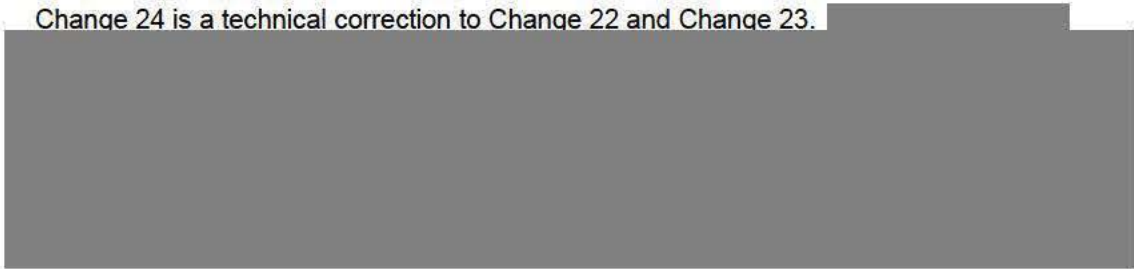 Change 24 is a technical correction to Change 22 and Change 23.